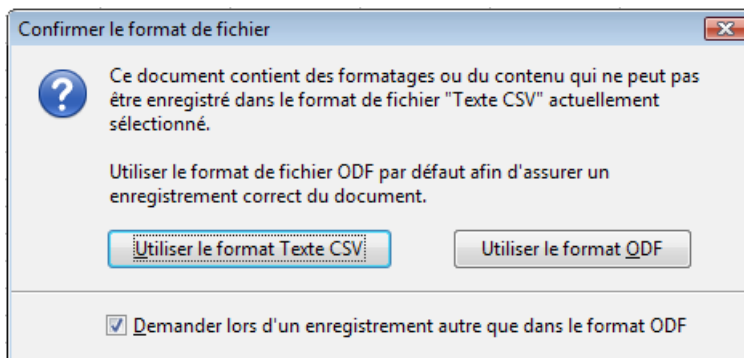 Confirmer le format de fichier
Ce document contient des formatages ou du contenu qui ne peut pas
être enregistré dans le format de fichier "Texte CSV" actuellement
sélectionné.
Utiliser le format de fichier ODF par défaut afin d'assurer un
enregistrement correct du document.
Utiliser le format Texte CSV
Utiliser le format ODF
Demander lors d'un enregistrement autre que dans le format ODF